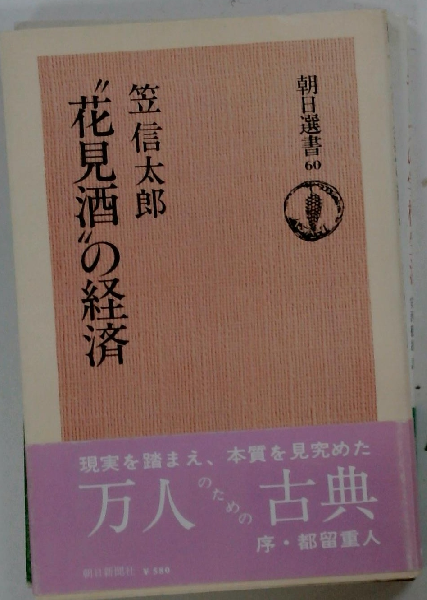 朝日選書 60
笠 信太郎
〝花見酒〟の経済
現実を踏まえ、本質を見究めた
万人のための古典
序・都留重人
朝日新聞社 ¥580